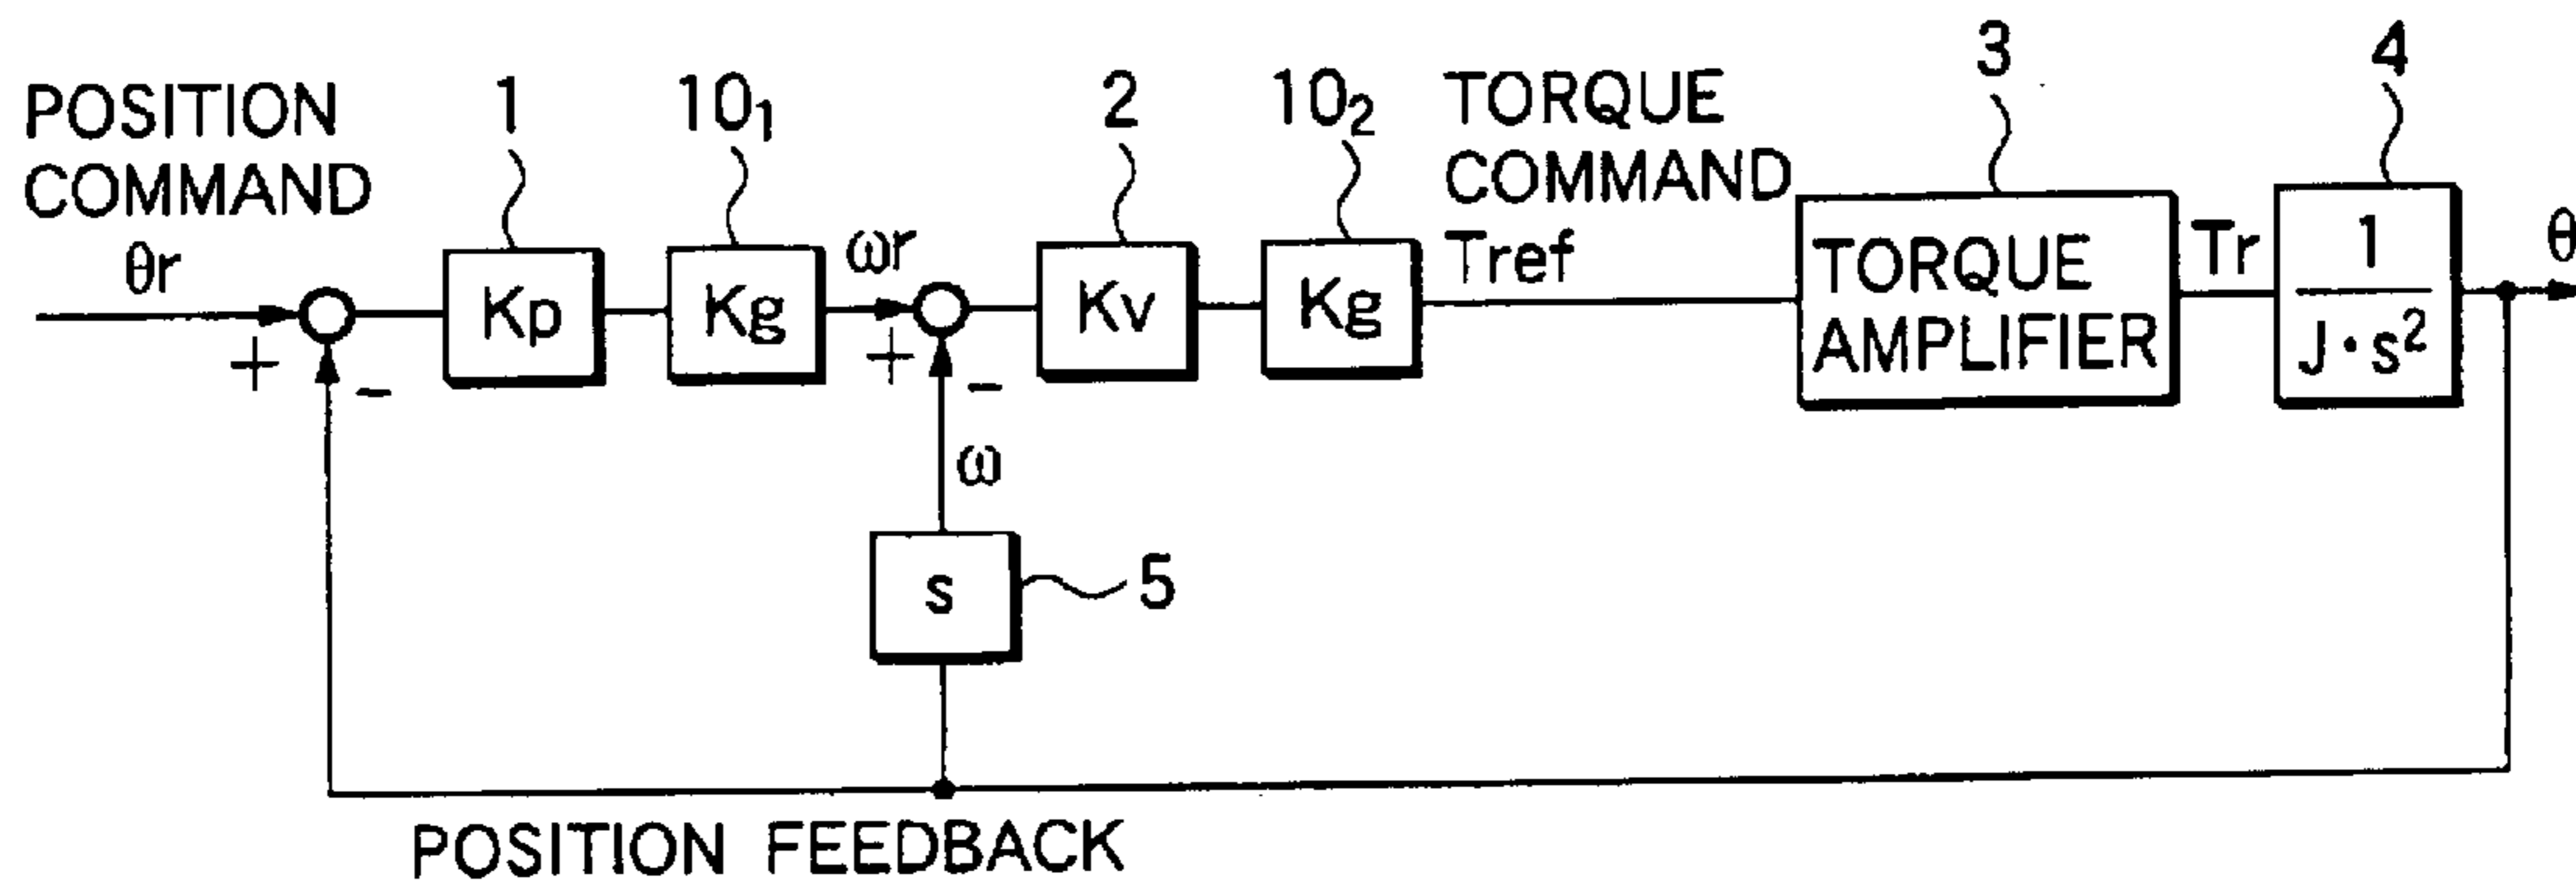 POSITION
COMMAND
θr
+
-
1
Kp
10₁
Kg
ωr
+
-
ω
s
5
2
Kv
10₂
Kg
TORQUE
COMMAND
Tref
3
TORQUE
AMPLIFIER
Tr
4
1
J·s²
θ
POSITION FEEDBACK